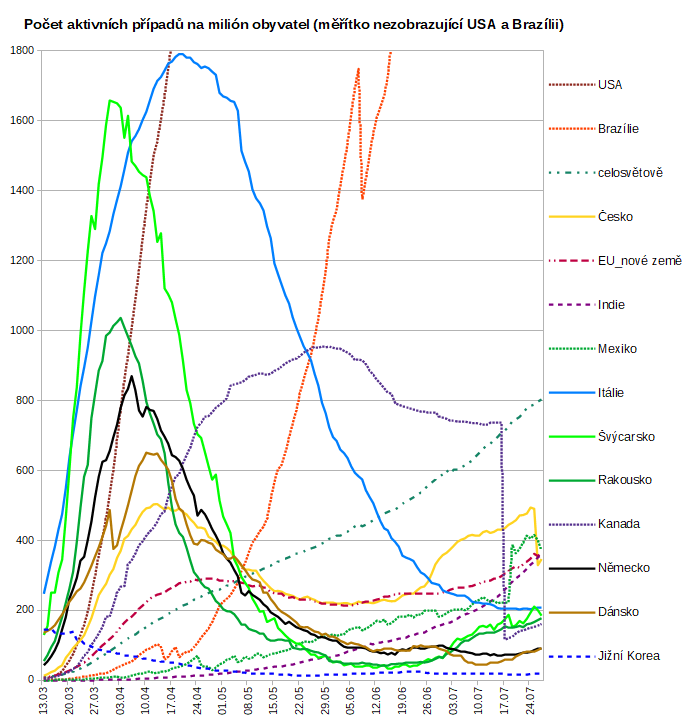 Počet aktivních případů na milión obyvatel (měřítko nezobrazující USA a Brazílii)
1800
1600
1400
1200
1000
800
600
400
200
0
13.03
20.03
27.03
03.04
10.04
17.04
24.04
01.05
08.05
15.05
22.05
29.05
05.06
12.06
19.06
26.06
03.07
10.07
17.07
24.07
USA
Brazílie
celosvětově
Česko
EU_nové země
Indie
Mexiko
Itálie
Švýcarsko
Rakousko
Kanada
Německo
Dánsko
Jižní Korea